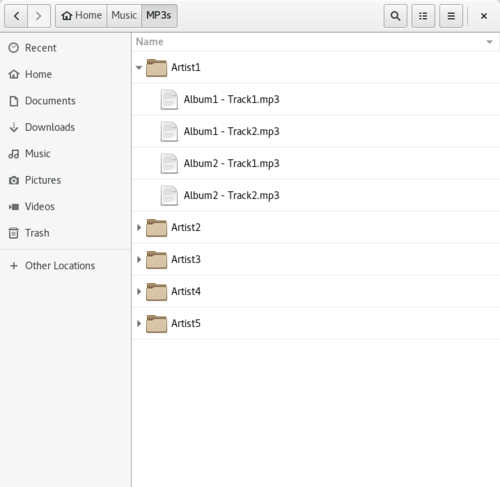 Home Music MP3s
Recent
Home
Documents
Downloads
Music
Pictures
Videos
Trash
Other Locations
Name
Artist1
Album1 - Track1.mp3
Album1 - Track2.mp3
Album2 - Track1.mp3
Album2 - Track2.mp3
Artist2
Artist3
Artist4
Artist5